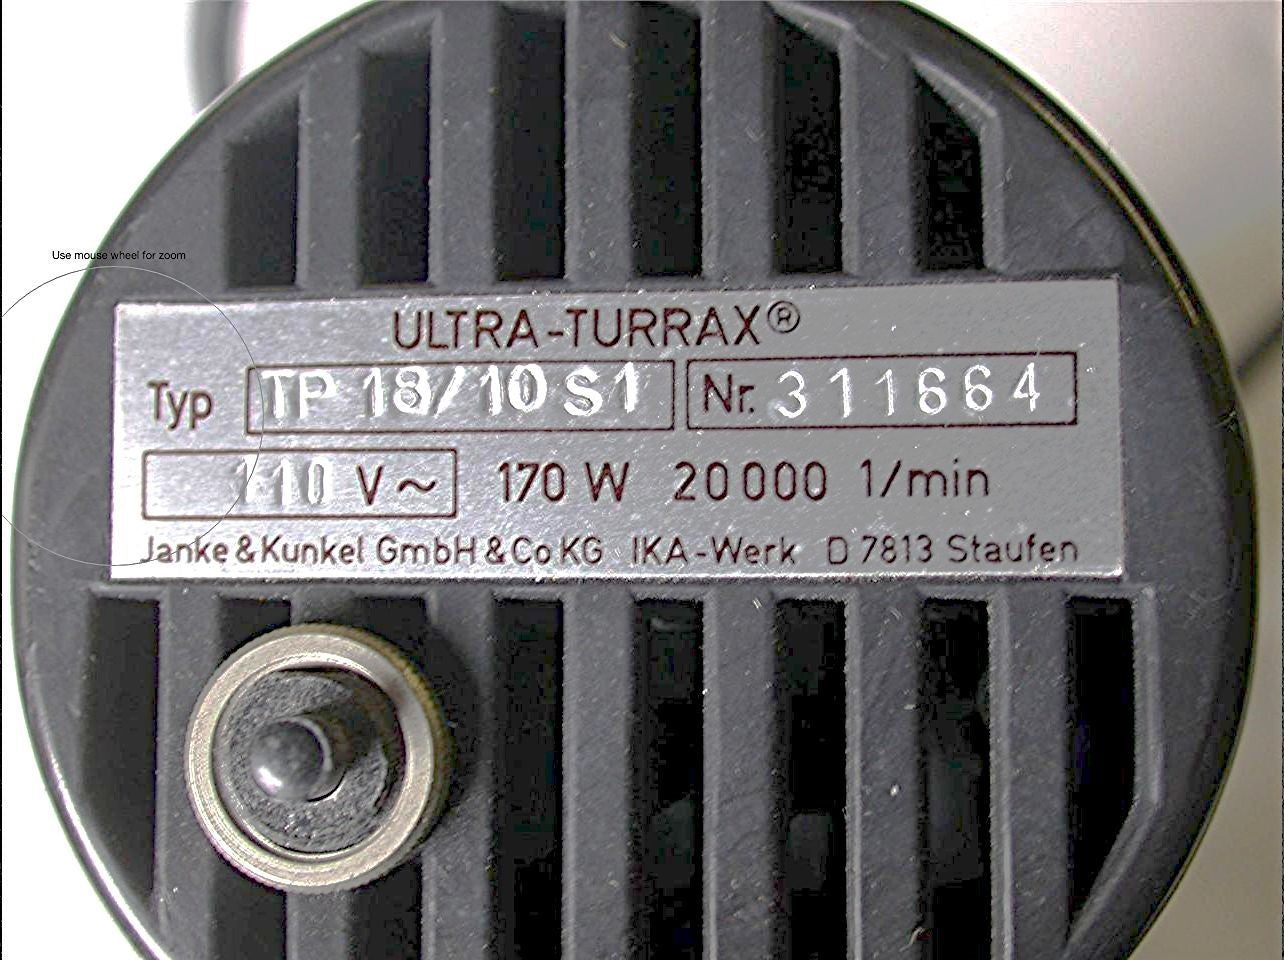 Use mouse wheel for zoom
ULTRA-TURRAX®
Typ TP 18/10 S1 Nr. 311664
110 V ~ 170 W 20000 1/min
Janke & Kunkel GmbH & Co KG IKA-Werk D 7813 Staufen